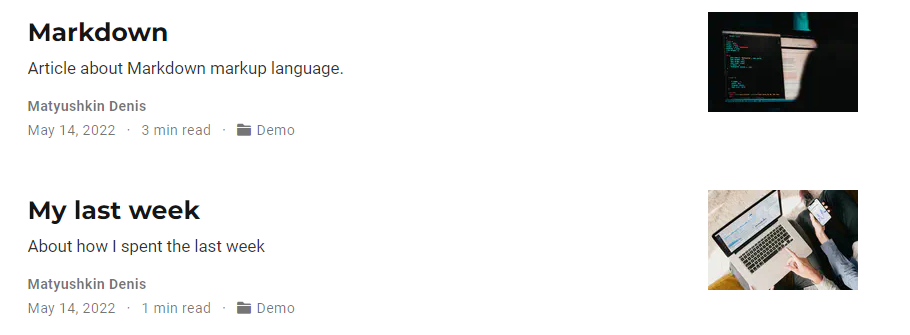 Markdown
Article about Markdown markup language.
Matyushkin Denis
May 14, 2022 · 3 min read · Demo
My last week
About how I spent the last week
Matyushkin Denis
May 14, 2022 · 1 min read · Demo